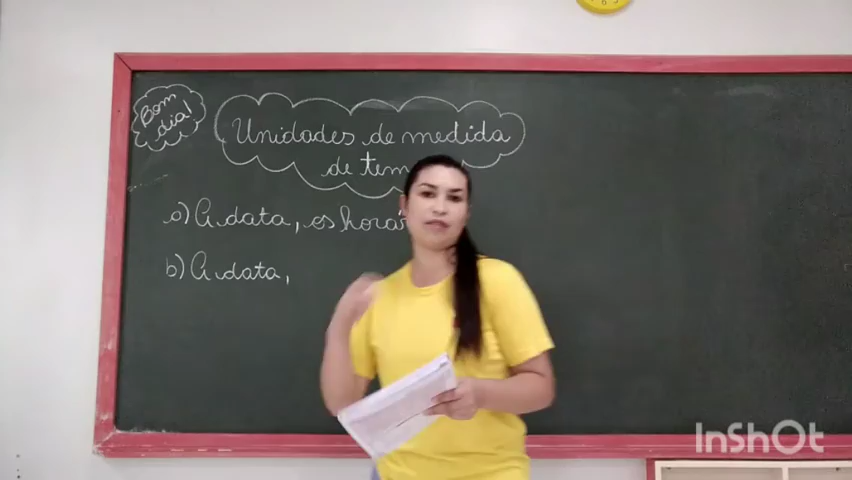 Bom
dia!
Unidades de medida
de tem
a) A data, os horá
b) A data,
InShOt